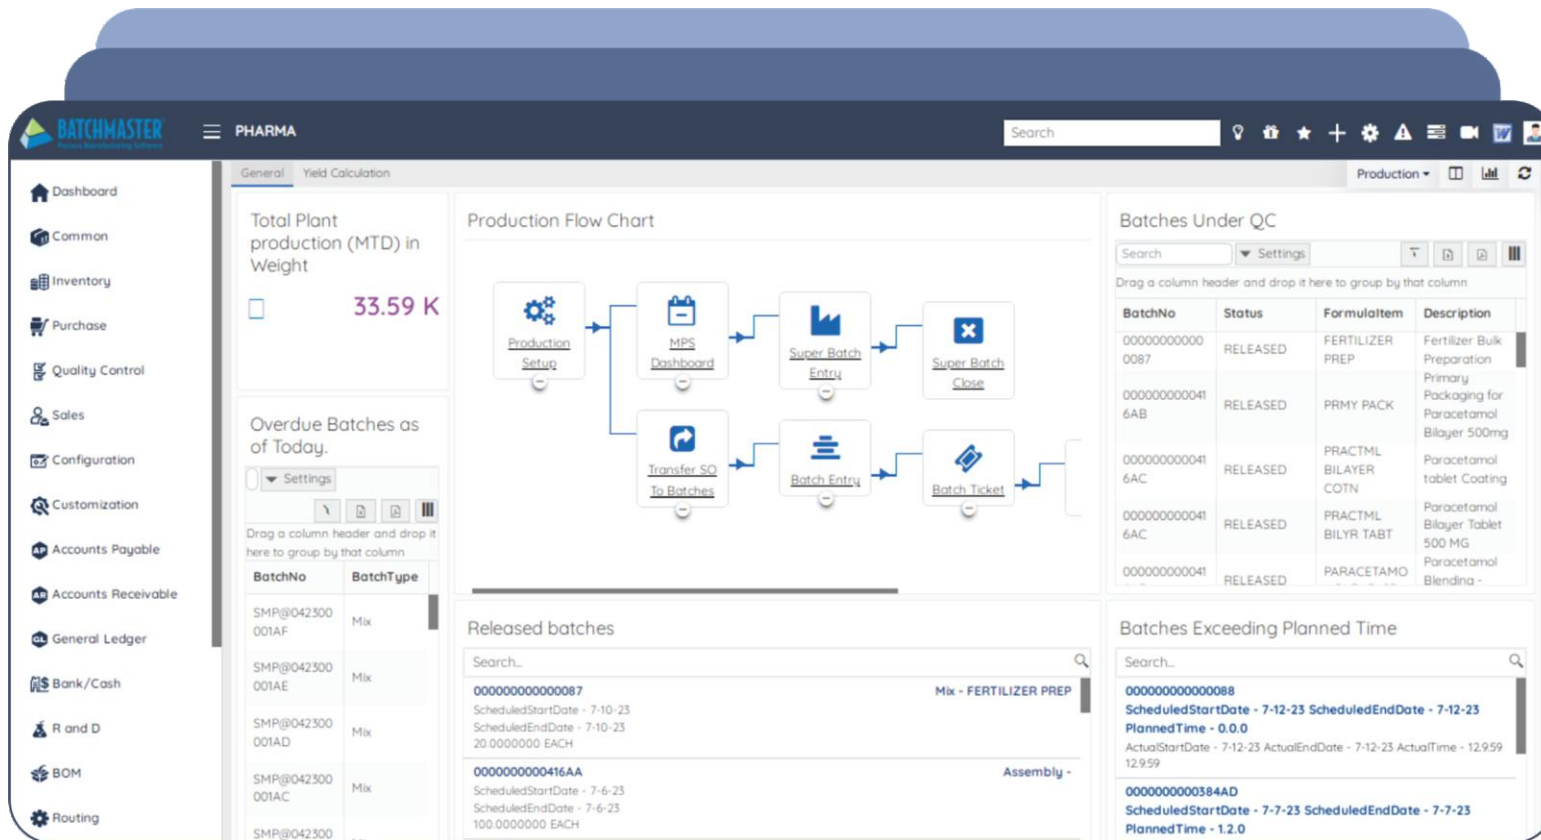 BATCHMASTER
Process Manufacturing Software
PHARMA
Search
Dashboard
Common
Inventory
Purchase
Quality Control
Sales
Configuration
Customization
Accounts Payable
Accounts Receivable
General Ledger
Bank/Cash
R and D
BOM
Routing
General Yield Calculation
Production
Total Plant
production (MTD) in
Weight
33.59 K
Overdue Batches as
of Today.
Settings
Drag a column header and drop it
here to group by that column
BatchNo BatchType
SMP@042300
001AF
Mix
SMP@042300
001AE
Mix
SMP@042300
001AD
Mix
SMP@042300
001AC
Mix
SMP@042300
Production Flow Chart
Production
Setup
MPS
Dashboard
Super Batch
Entry
Super Batch
Close
Transfer SO
To Batches
Batch Entry
Batch Ticket
Released batches
Search...
000000000000087 Mix - FERTILIZER PREP
ScheduledStartDate - 7-10-23
ScheduledEndDate - 7-10-23
20.0000000 EACH
0000000000416AA Assembly -
ScheduledStartDate - 7-6-23
ScheduledEndDate - 7-6-23
100.0000000 EACH
Batches Under QC
Search Settings
Drag a column header and drop it here to group by that column
BatchNo Status FormulaItem Description
00000000000
0087
RELEASED
FERTILIZER
PREP
Fertilizer Bulk
Preparation
000000000041
6AB
RELEASED
PRMY PACK
Primary
Packaging for
Paracetamol
Bilayer 500mg
000000000041
6AC
RELEASED
PRACTML
BILAYER
COTN
Paracetamol
tablet Coating
000000000041
6AC
RELEASED
PRACTML
BILYR TABT
Paracetamol
Bilayer Tablet
500 MG
000000000041
RELEASED
PARACETAMO
Paracetamol
Blending -
Batches Exceeding Planned Time
Search...
000000000000088
ScheduledStartDate - 7-12-23 ScheduledEndDate - 7-12-23
PlannedTime - 0.0.0
ActualStartDate - 7-12-23 ActualEndDate - 7-12-23 ActualTime - 12.9.59
12.9.59
0000000000384AD
ScheduledStartDate - 7-7-23 ScheduledEndDate - 7-7-23
PlannedTime - 1.2.0